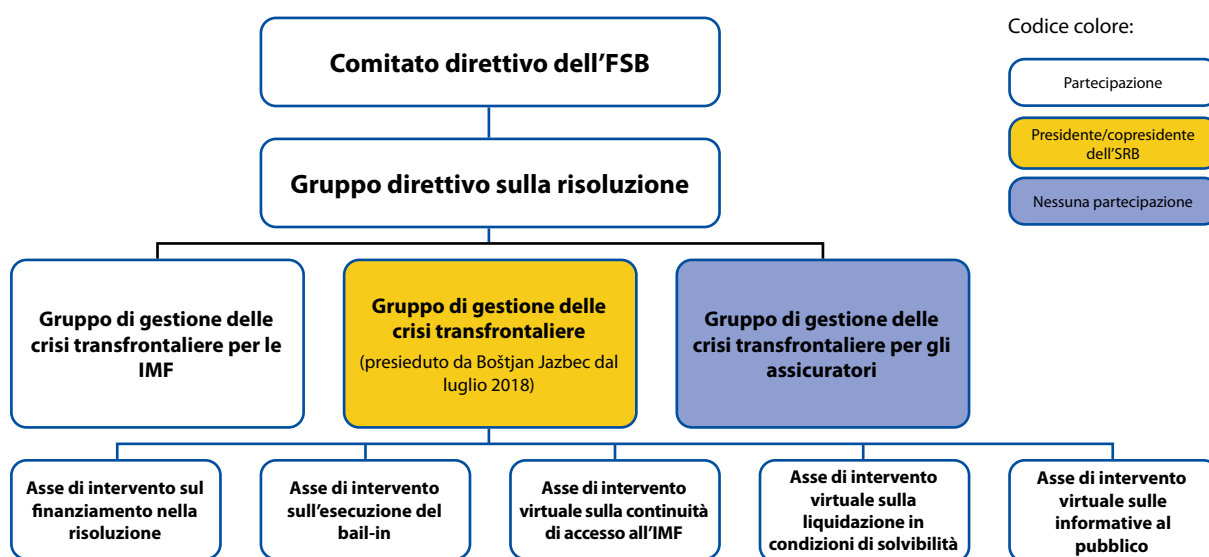 Codice colore:
Comitato direttivo dell'FSB
Partecipazione
Presidente/copresidente
dell'SRB
Gruppo direttivo sulla risoluzione
Nessuna partecipazione
Gruppo di gestione delle
crisi transfrontaliere per le
IMF
Gruppo di gestione delle
crisi transfrontaliere
(presieduto da Boštjan Jazbec dal
luglio 2018)
Gruppo di gestione delle
crisi transfrontaliere per gli
assicuratori
Asse di intervento sul
finanziamento nella
risoluzione
Asse di intervento
sull'esecuzione del
bail-in
Asse di intervento
virtuale sulla continuità
di accesso all'IMF
Asse di intervento
virtuale sulla
liquidazione in
condizioni di solvibilità
Asse di intervento
virtuale sulle
informative al
pubblico